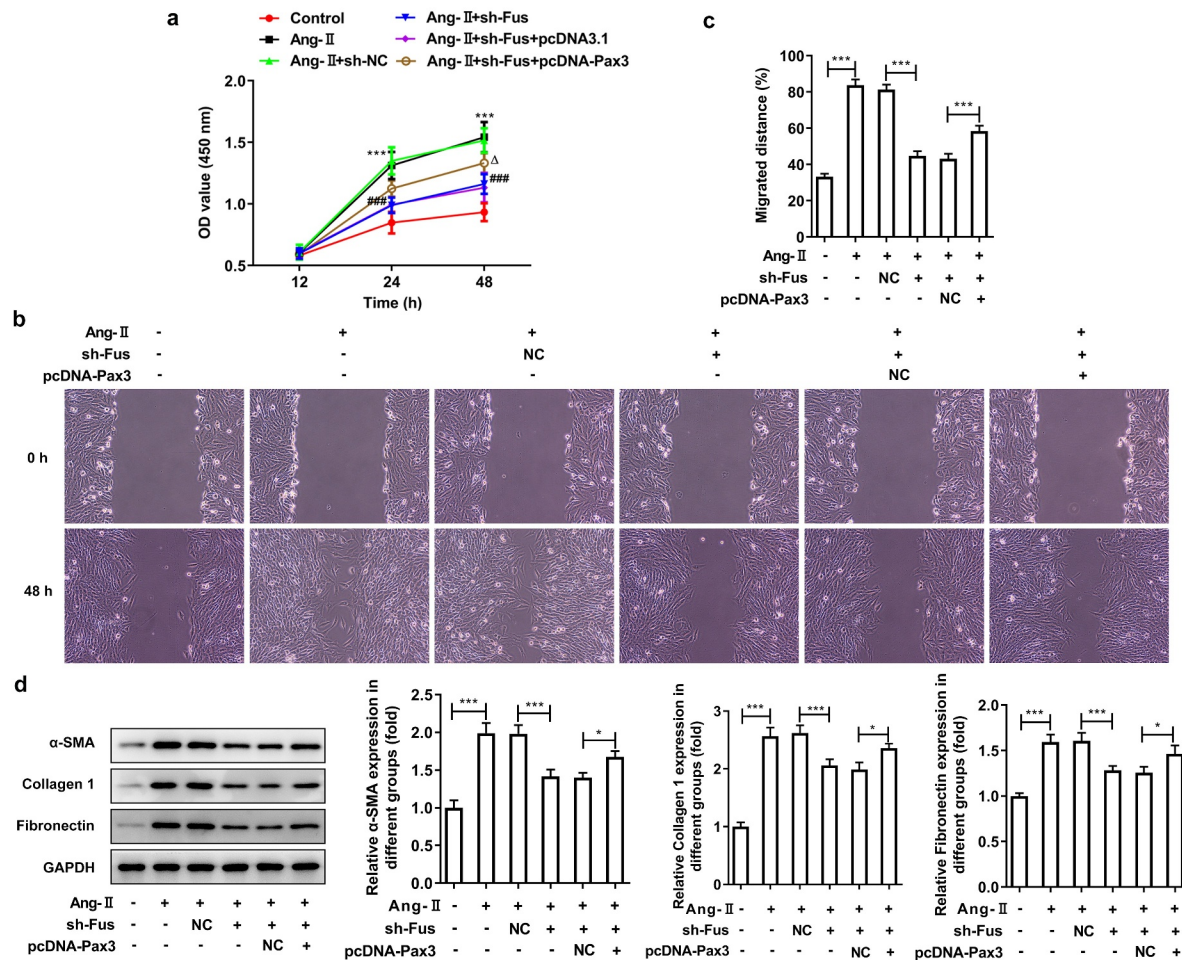 a
Control
Ang-Ⅱ
Ang-Ⅱ+sh-NC
Ang-Ⅱ+sh-Fus
Ang-Ⅱ+sh-Fus+pcDNA3.1
Ang-Ⅱ+sh-Fus+pcDNA-Pax3
OD value (450 nm)
2.0
1.5
1.0
0.5
***
***
Δ
###
###
12 24 48
Time (h)
c
Migrated distance (%)
100
80
60
40
20
0
*** *** ***
Ang-Ⅱ - + + + + +
sh-Fus - - NC + + +
pcDNA-Pax3 - - - - NC +
b
Ang-Ⅱ - + + + + +
sh-Fus - - NC + + +
pcDNA-Pax3 - - - - NC +
0 h
48 h
d
α-SMA
Collagen 1
Fibronectin
GAPDH
Ang-Ⅱ - + + + + +
sh-Fus - - NC + + +
pcDNA-Pax3 - - - - NC +
Relative α-SMA expression in
different groups (fold)
2.5
2.0
1.5
1.0
0.5
0.0
*** *** *
Ang-Ⅱ - + + + + +
sh-Fus - - NC + + +
pcDNA-Pax3 - - - - NC +
Relative Collagen 1 expression in
different groups (fold)
3
2
1
0
*** *** *
Ang-Ⅱ - + + + + +
sh-Fus - - NC + + +
pcDNA-Pax3 - - - - NC +
Relative Fibronectin expression in
different groups (fold)
2.0
1.5
1.0
0.5
0.0
*** *** *
Ang-Ⅱ - + + + + +
sh-Fus - - NC + + +
pcDNA-Pax3 - - - - NC +